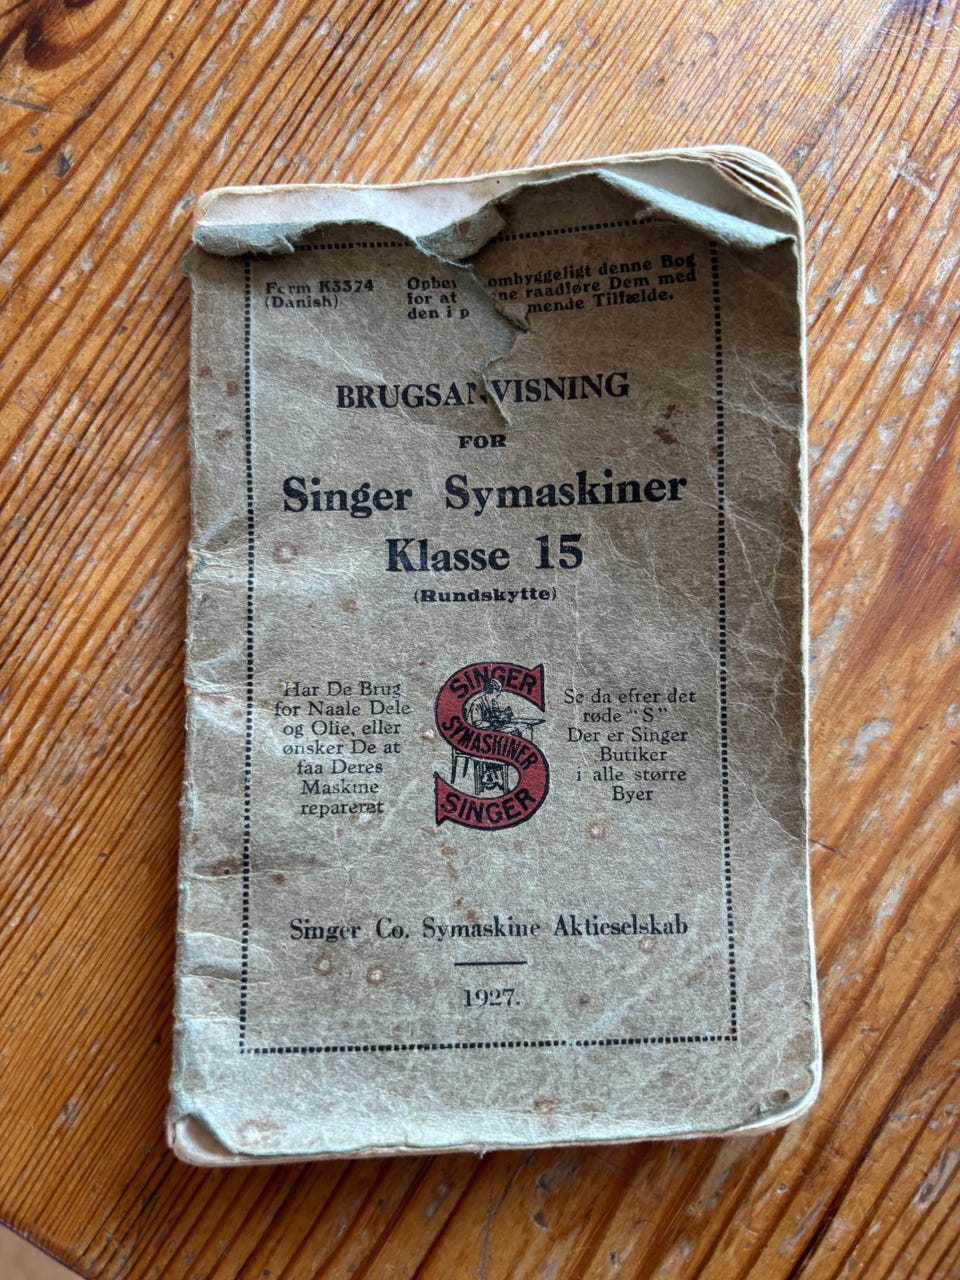 Form K3374
(Danish)
omhyggeligt denne Bog
for at raadføre Dem med
den i mende Tilfælde.
BRUGSANVISNING
FOR
Singer Symaskiner
Klasse 15
(Rundskytte)
Har De Brug
for Naale Dele
og Olie, eller
ønsker De at
faa Deres
Maskine
repareret
SINGER
SYMASKINER
SINGER
Se da efter det
røde "S"
Der er Singer
Butiker
i alle større
Byer
Singer Co. Symaskine Aktieselskab
1927.